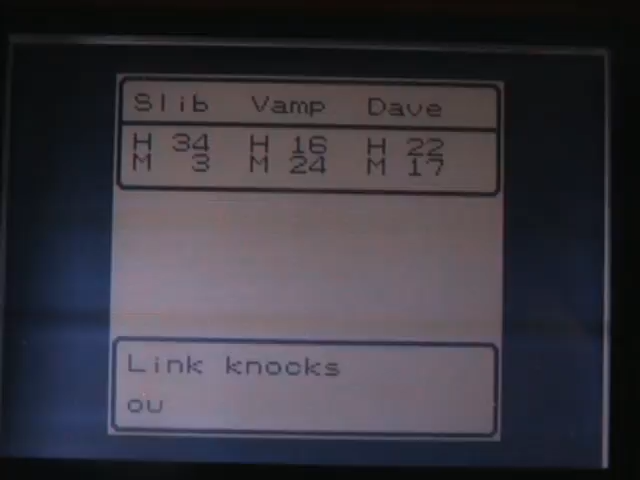 Slib Vamp Dave
H 34 H 16 H 22
M 3 M 24 M 17
Link knocks
ou